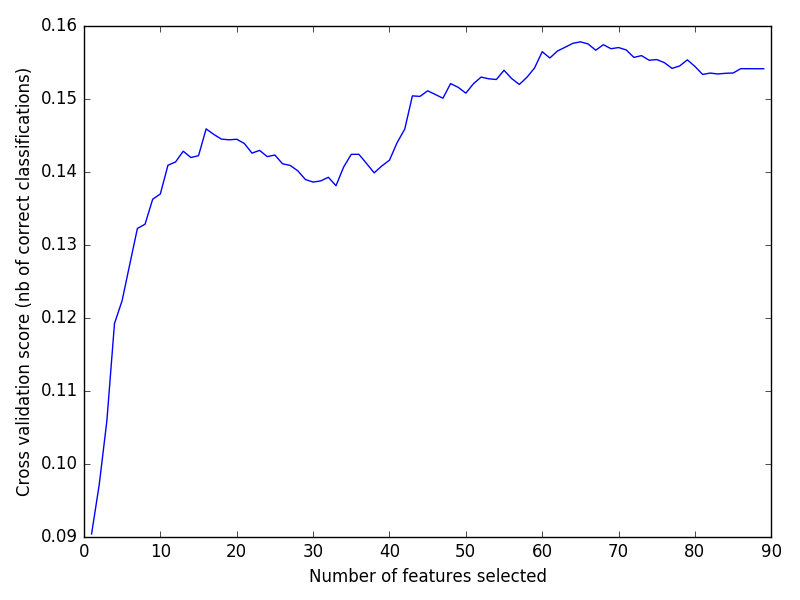 0.16
0.15
0.14
0.13
0.12
0.11
0.10
0.09
Cross validation score (nb of correct classifications)
0 10 20 30 40 50 60 70 80 90
Number of features selected